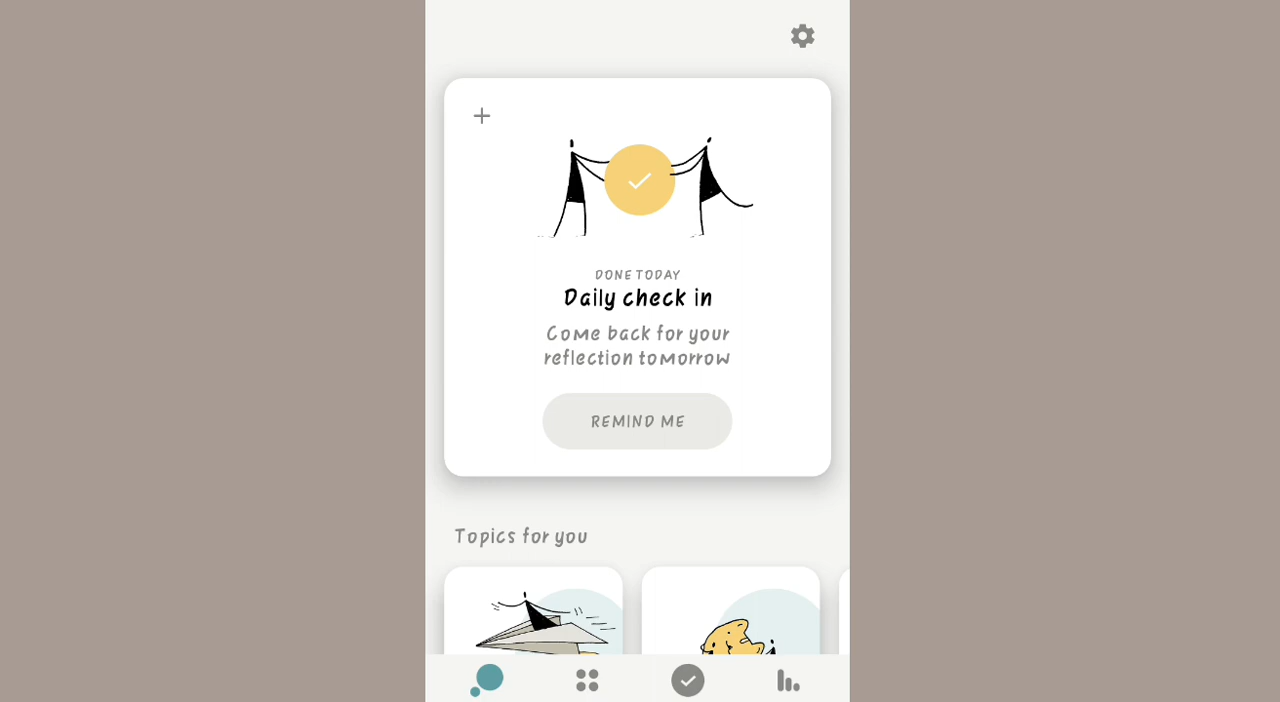 DONE TODAY
Daily check in
Come back for your
reflection tomorrow
REMIND ME
Topics for you